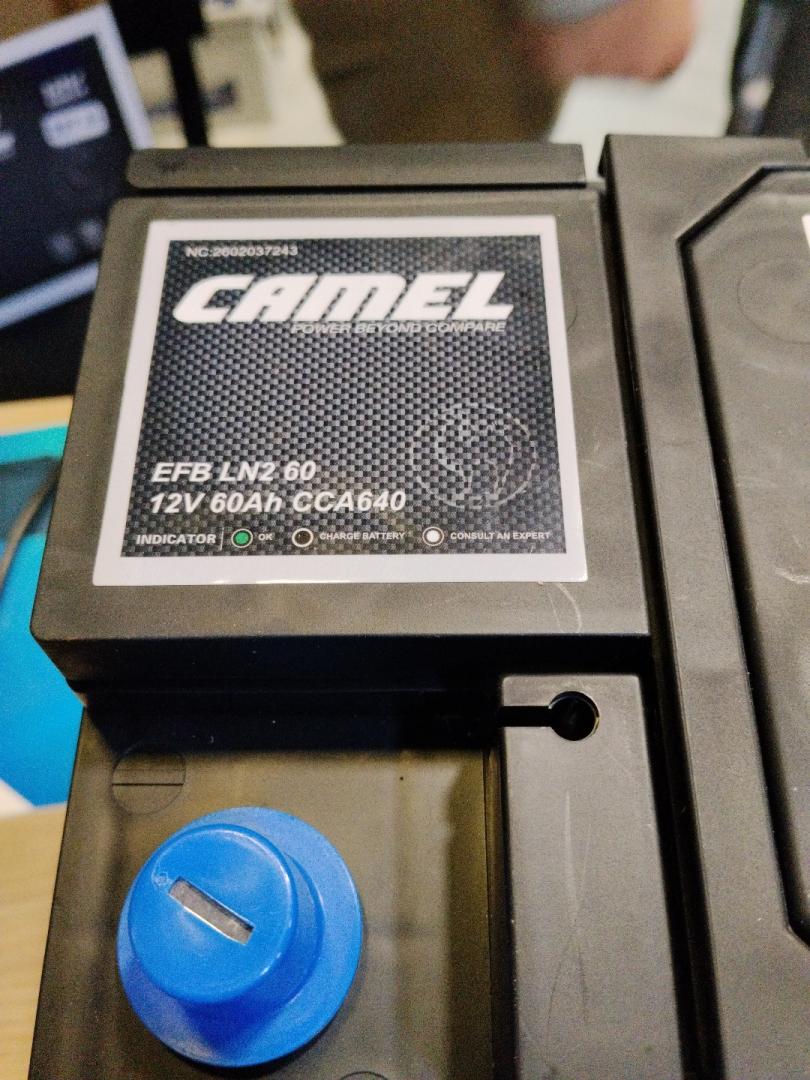 NC:2602037243
CAMEL
POWER BEYOND COMPARE
EFB LN2 60
12V 60Ah CCA640
INDICATOR OK CHARGE BATTERY CONSULT AN EXPERT